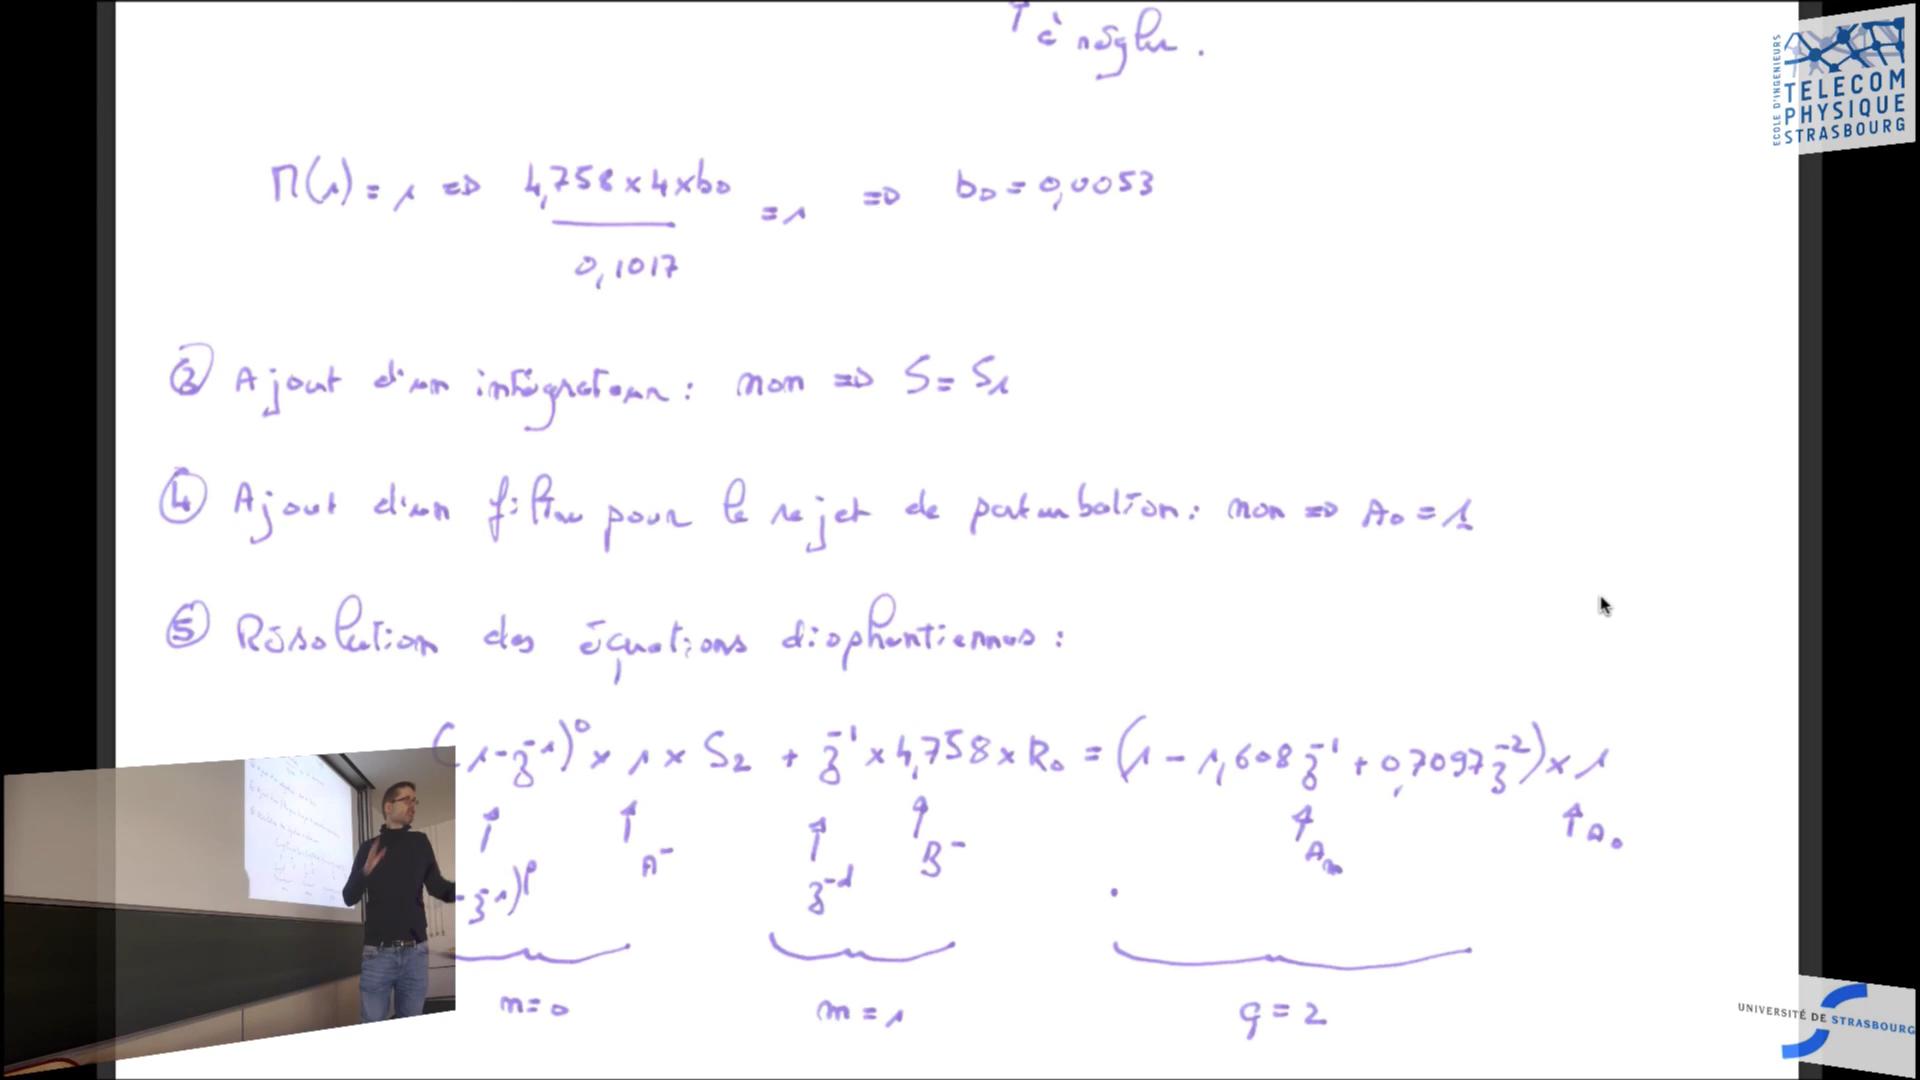 ↑ à régler.
Π(1) = 1 ⇒ 4,758 × 4 × b0 / 0,1017 = 1 ⇒ b0 = 0,0053
③ Ajout d'un intégrateur : non ⇒ S = S1
④ Ajout d'un filtre pour le rejet de perturbation : non ⇒ A0 = 1
⑤ Résolution des équations diophantiennes :
(1 - z^-1)^0 × 1 × S2 + z^-1 × 4,758 × R0 = (1 - 1,608 z^-1 + 0,7097 z^-2) × 1
↑ ↑ A^- ↑ ↑ B^- ↑ Am ↑ A0
- z^-1)^p z^-d
n = 0 m = 1 q = 2
ECOLE D'INGENIEURS
TELECOM
PHYSIQUE
STRASBOURG
UNIVERSITÉ DE STRASBOURG